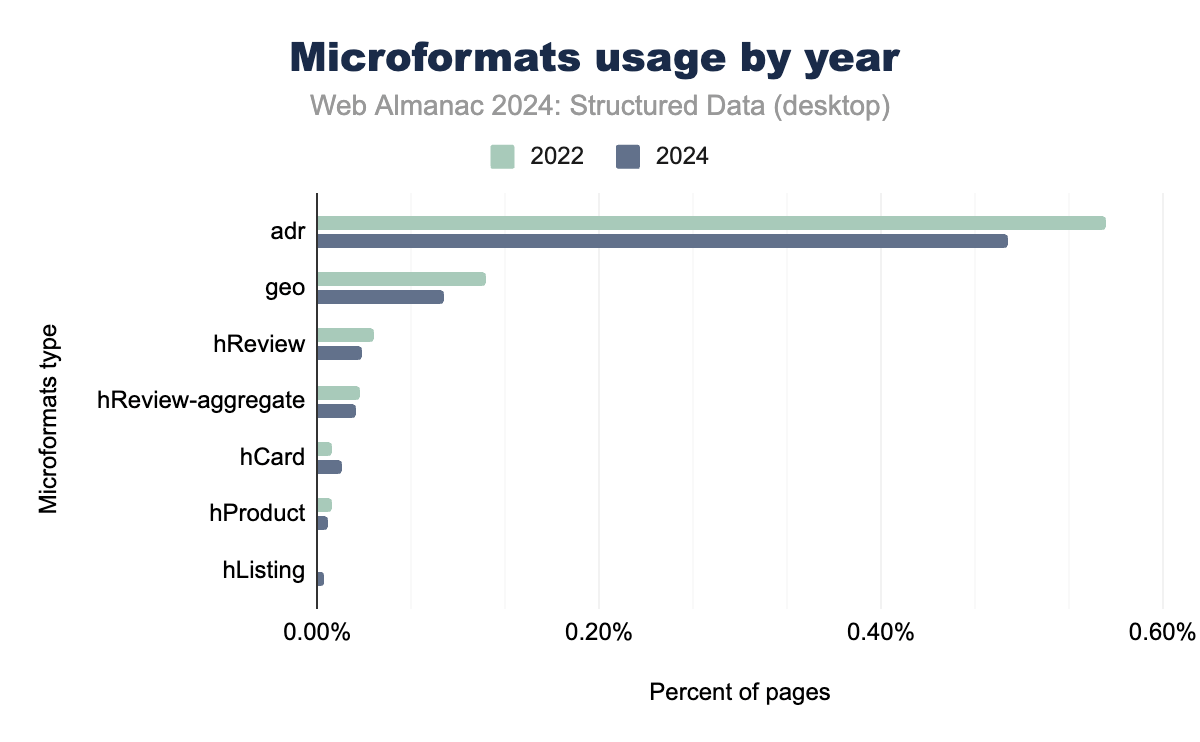 Microformats usage by year
Web Almanac 2024: Structured Data (desktop)
2022 2024
Microformats type
adr
geo
hReview
hReview-aggregate
hCard
hProduct
hListing
0.00% 0.20% 0.40% 0.60%
Percent of pages